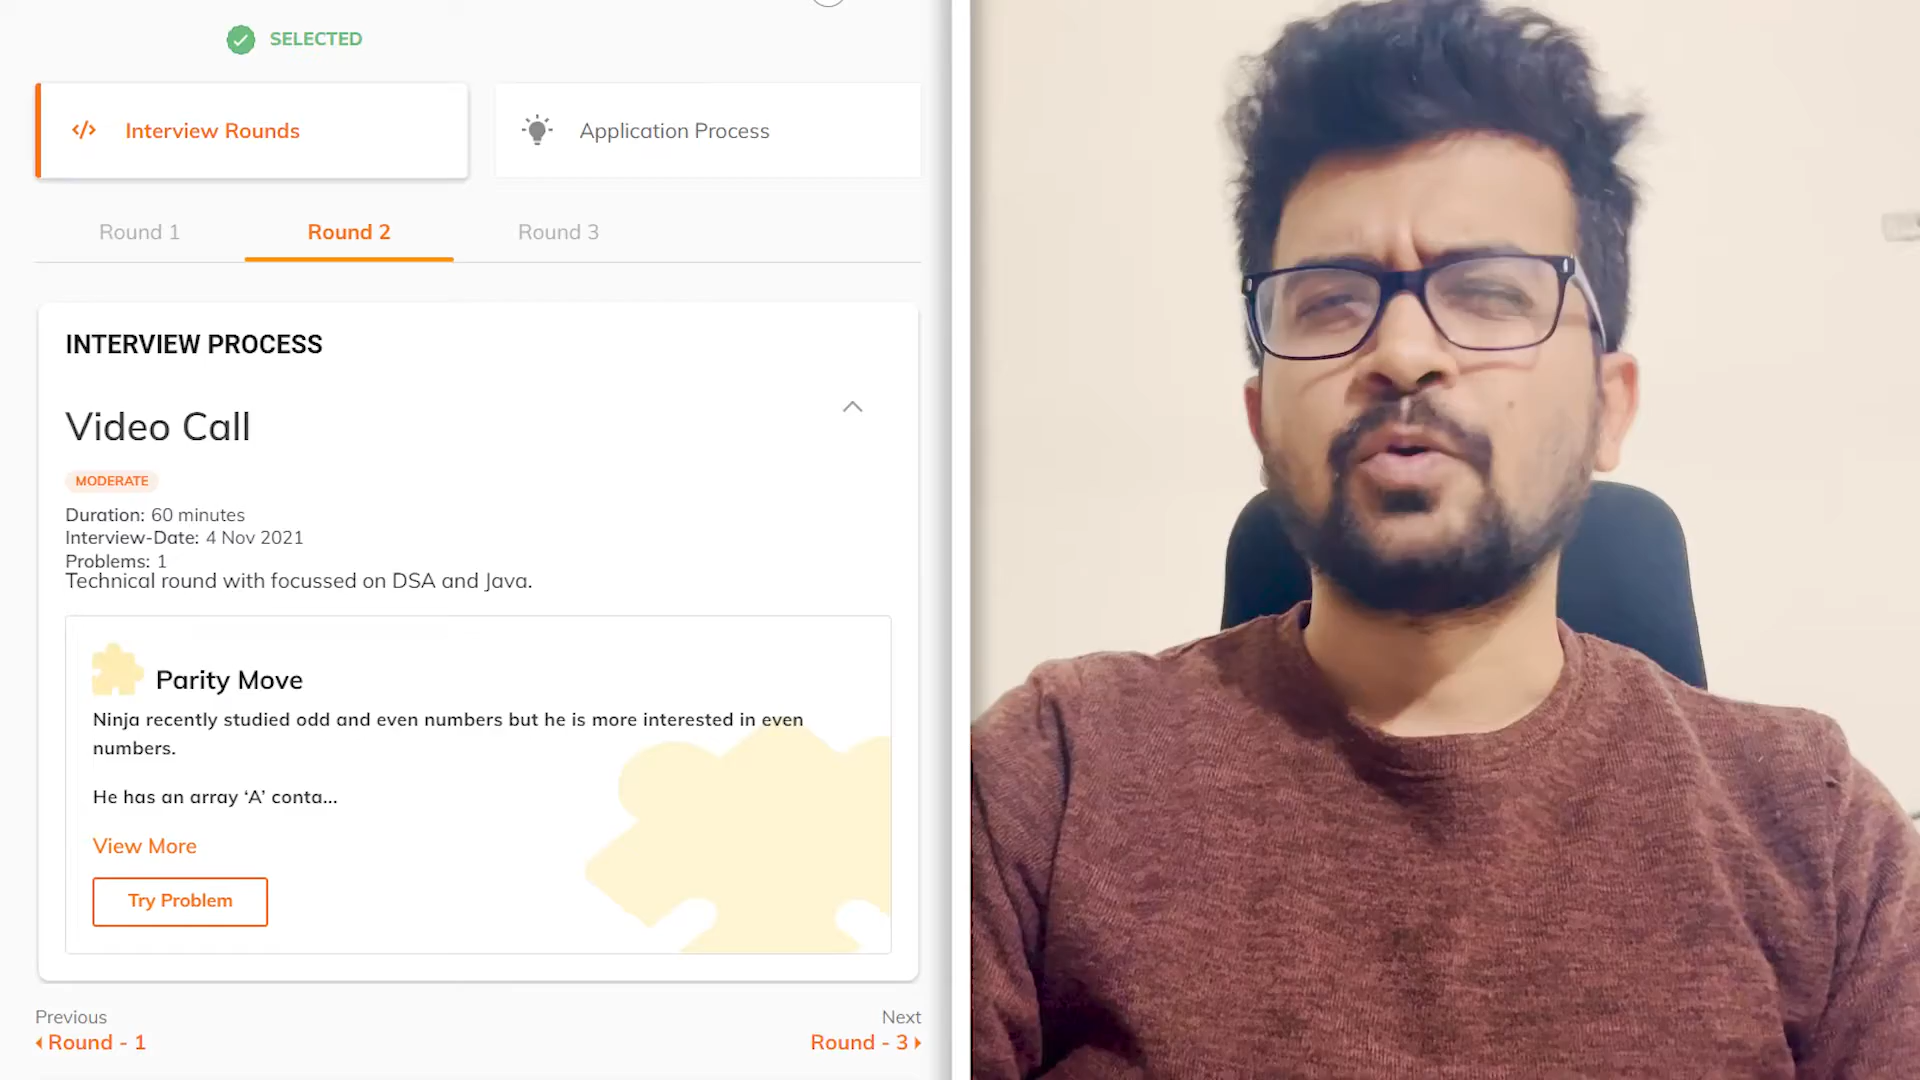 SELECTED
</> Interview Rounds
Application Process
Round 1
Round 2
Round 3
INTERVIEW PROCESS
Video Call
MODERATE
Duration: 60 minutes
Interview-Date: 4 Nov 2021
Problems: 1
Technical round with focussed on DSA and Java.
Parity Move
Ninja recently studied odd and even numbers but he is more interested in even
numbers.
He has an array ‘A’ conta...
View More
Try Problem
Previous
Round - 1
Next
Round - 3